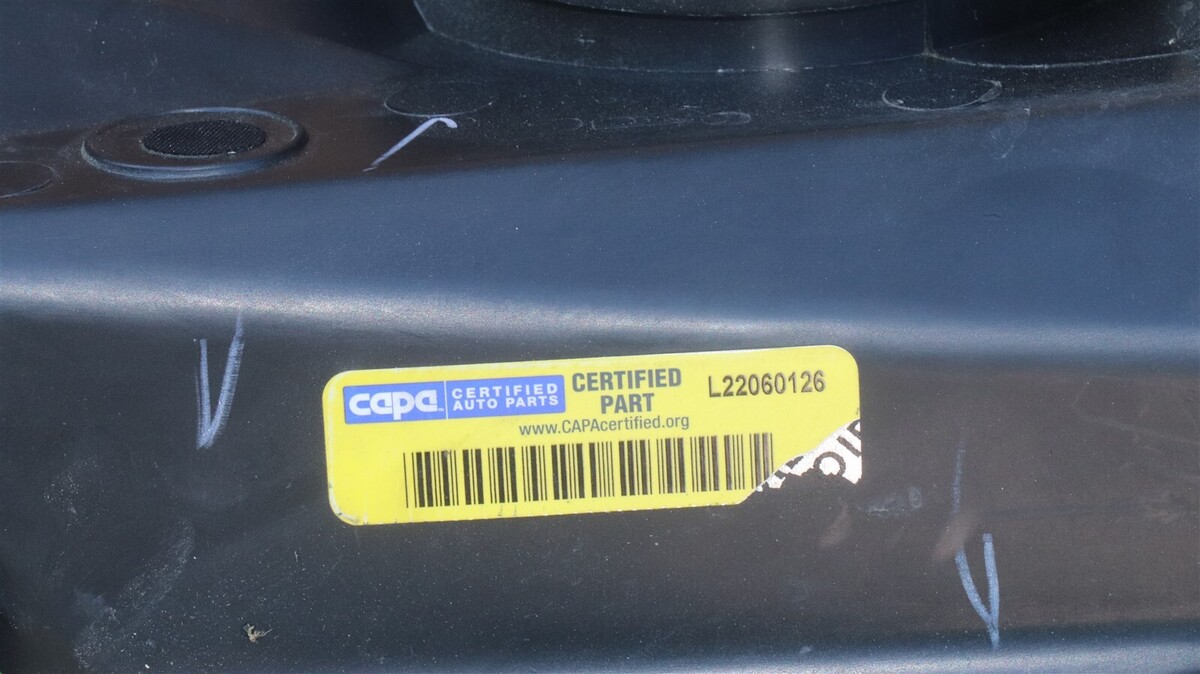 capa CERTIFIED
AUTO PARTS
CERTIFIED
PART
L22060126
www.CAPAcertified.org